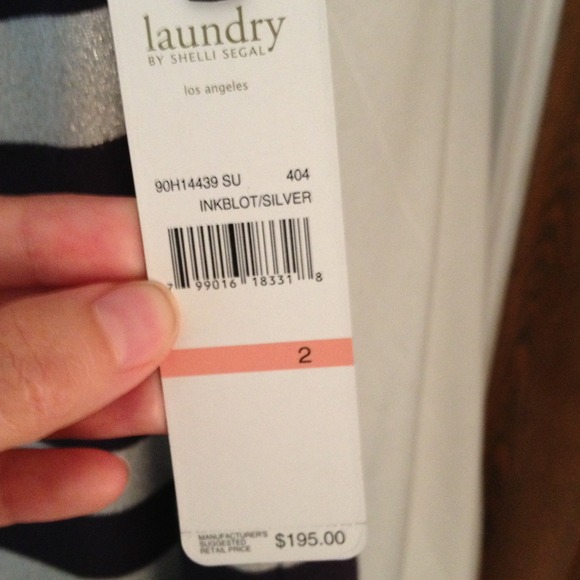 laundry
BY SHELLI SEGAL
los angeles
90H14439 SU 404
INKBLOT/SILVER
7 99016 18331 8
2
MANUFACTURER'S
SUGGESTED
RETAIL PRICE
$195.00